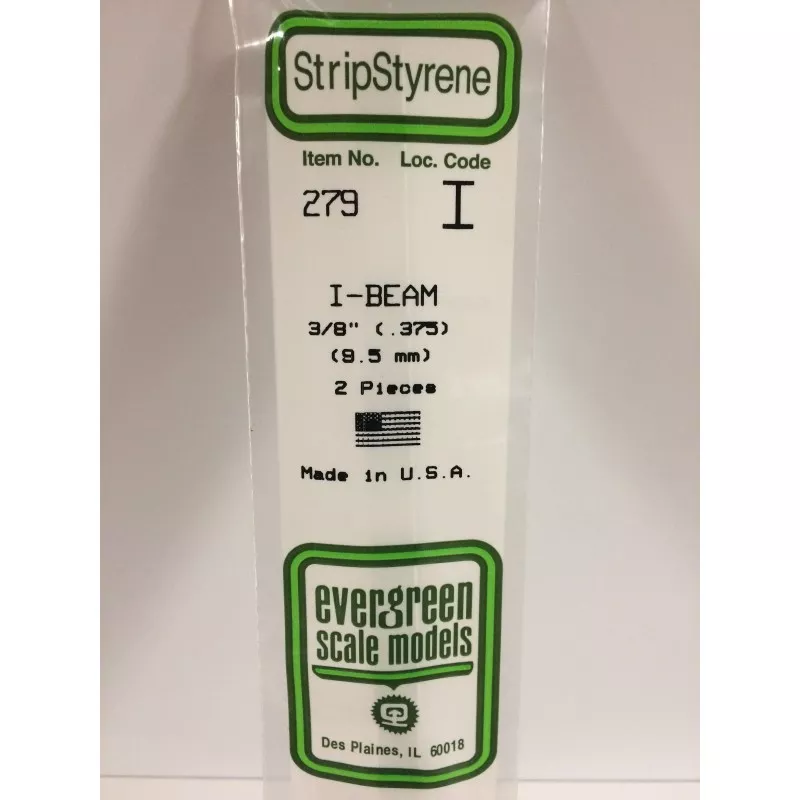 StripStyrene
Item No. Loc. Code
279 I
I-BEAM
3/8" (.375)
(9.5 mm)
2 Pieces
Made in U.S.A.
evergreen
scale models
Des Plaines, IL 60018